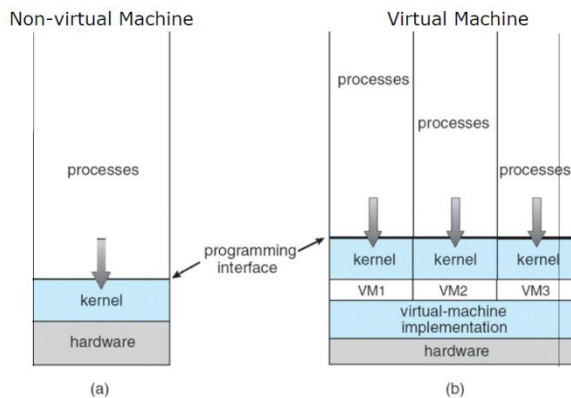 Non-virtual Machine
Virtual Machine
processes
processes
processes
processes
programming
interface
kernel
hardware
kernel
kernel
kernel
VM1
VM2
VM3
virtual-machine
implementation
hardware
(a)
(b)